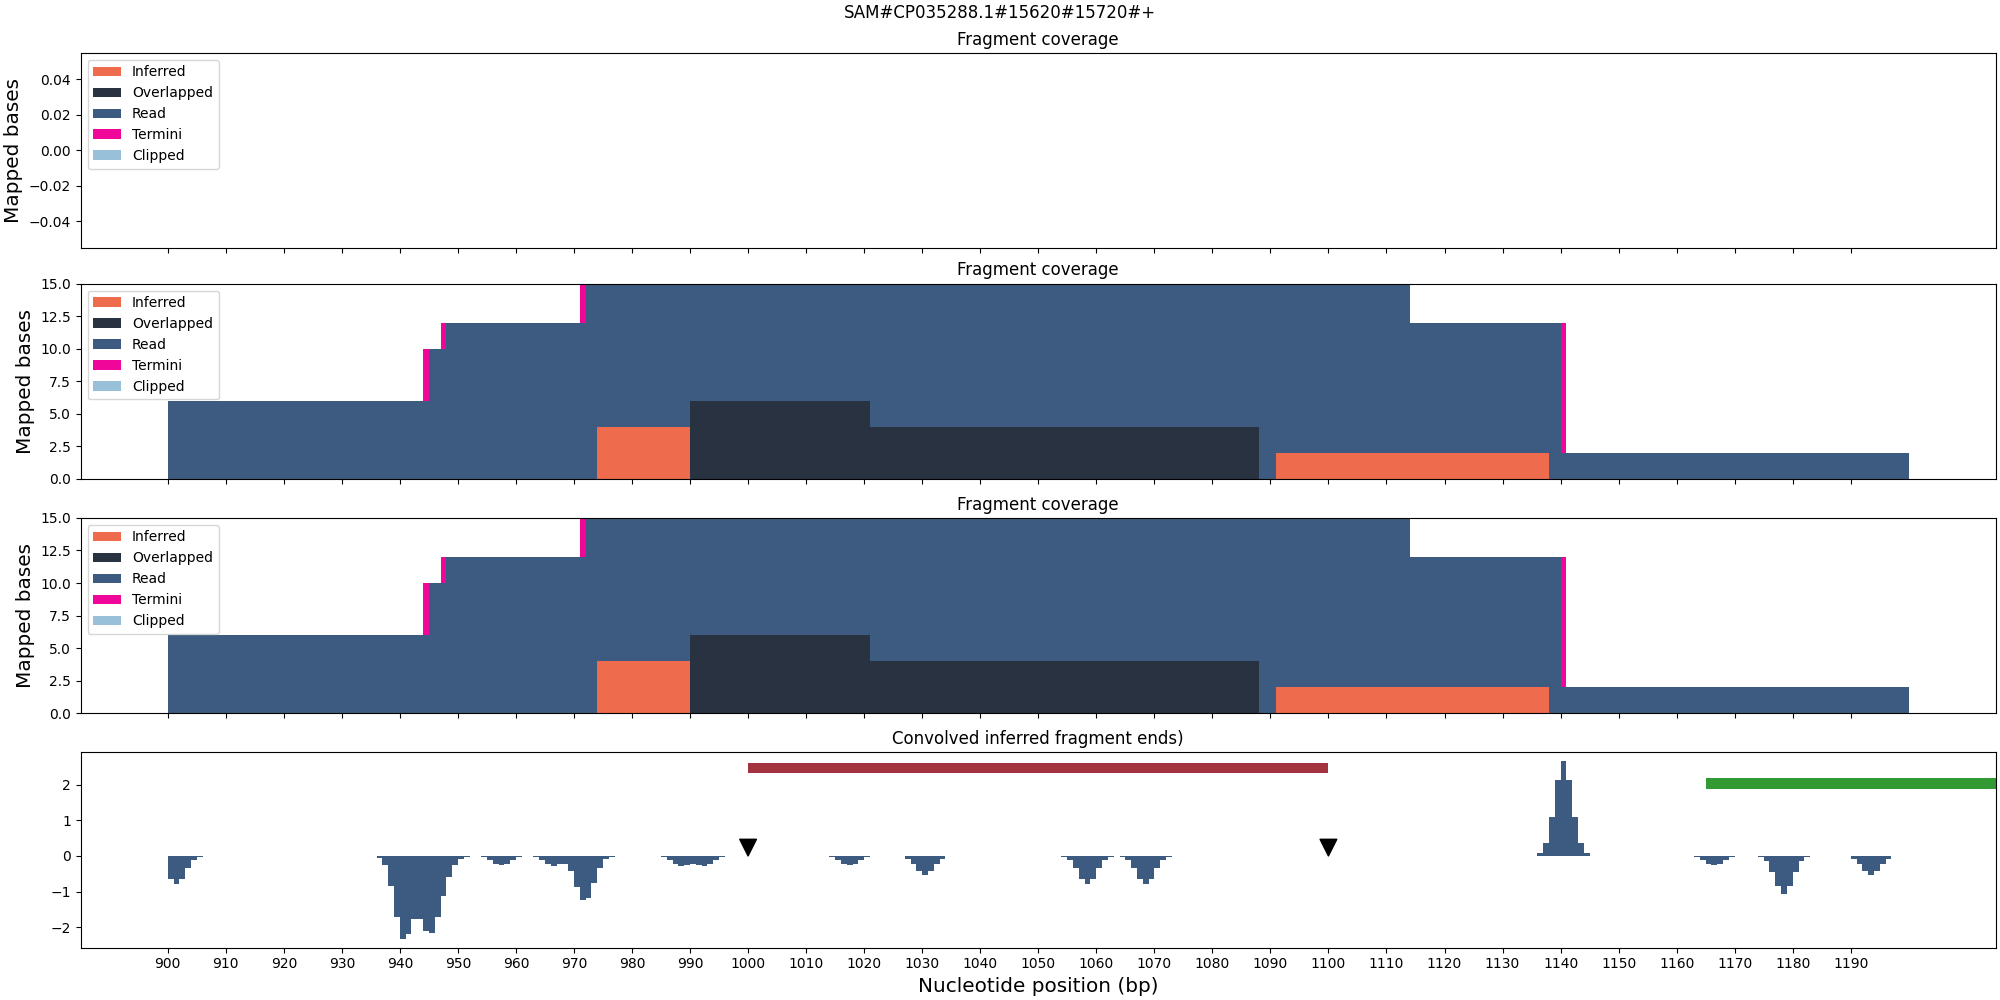 SAM#CP035288.1#15620#15720#+
Fragment coverage
Mapped bases
0.04
0.02
0.00
−0.02
−0.04
Inferred
Overlapped
Read
Termini
Clipped
Fragment coverage
Mapped bases
15.0
12.5
10.0
7.5
5.0
2.5
0.0
Inferred
Overlapped
Read
Termini
Clipped
Fragment coverage
Mapped bases
15.0
12.5
10.0
7.5
5.0
2.5
0.0
Inferred
Overlapped
Read
Termini
Clipped
Convolved inferred fragment ends)
2
1
0
−1
−2
900 910 920 930 940 950 960 970 980 990 1000 1010 1020 1030 1040 1050 1060 1070 1080 1090 1100 1110 1120 1130 1140 1150 1160 1170 1180 1190
Nucleotide position (bp)